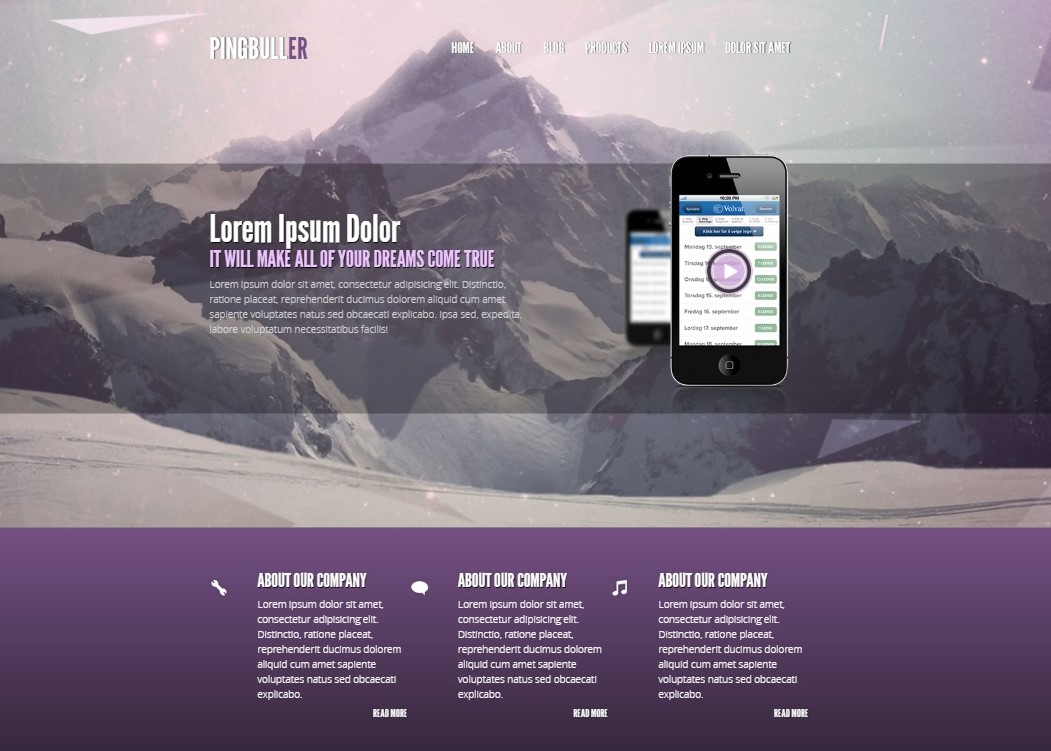 PINGBULLER
HOME ABOUT BLOG PRODUCTS LOREM IPSUM DOLOR SIT AMET
Lorem Ipsum Dolor
IT WILL MAKE ALL OF YOUR DREAMS COME TRUE
Lorem ipsum dolor sit amet, consectetur adipisicing elit. Distinctio,
ratione placeat, reprehenderit ducimus dolorem aliquid cum amet
sapiente voluptates natus sed obcaecati explicabo. Ipsa sed, expedita,
labore voluptatum necessitatibus facilis!
16:20 PM
Volvat
Klikk her for å velge lege
Mandag 13. september
Tirsdag
Onsdag
Torsdag 15. september
Fredag 16. september
Lørdag 17. september
Mandag 18. september
ABOUT OUR COMPANY
Lorem ipsum dolor sit amet,
consectetur adipisicing elit.
Distinctio, ratione placeat,
reprehenderit ducimus dolorem
aliquid cum amet sapiente
voluptates natus sed obcaecati
explicabo.
READ MORE
ABOUT OUR COMPANY
Lorem ipsum dolor sit amet,
consectetur adipisicing elit.
Distinctio, ratione placeat,
reprehenderit ducimus dolorem
aliquid cum amet sapiente
voluptates natus sed obcaecati
explicabo.
READ MORE
ABOUT OUR COMPANY
Lorem ipsum dolor sit amet,
consectetur adipisicing elit.
Distinctio, ratione placeat,
reprehenderit ducimus dolorem
aliquid cum amet sapiente
voluptates natus sed obcaecati
explicabo.
READ MORE